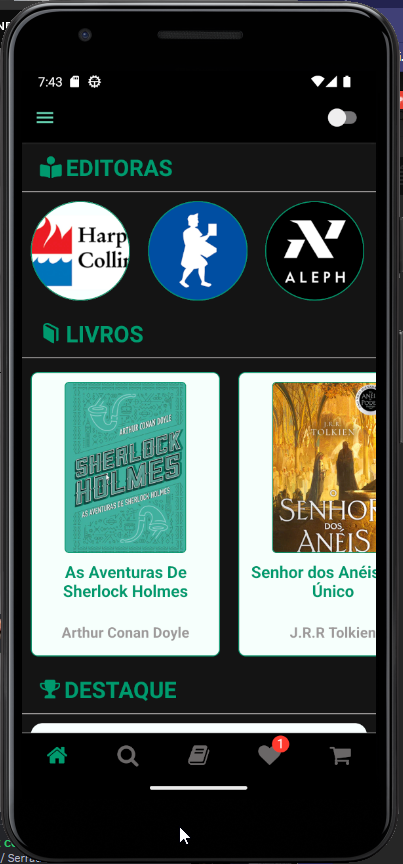 7:43
EDITORAS
Harp
Collin
ALEPH
LIVROS
ARTHUR CONAN DOYLE
SHERLOCK
HOLMES
AS AVENTURAS DE SHERLOCK HOLMES
J.R.R.
TOLKIEN
O
SENHOR
DOS
ANÉIS
As Aventuras De
Sherlock Holmes
Arthur Conan Doyle
Senhor dos Anéis
Único
J.R.R Tolkien
DESTAQUE
1